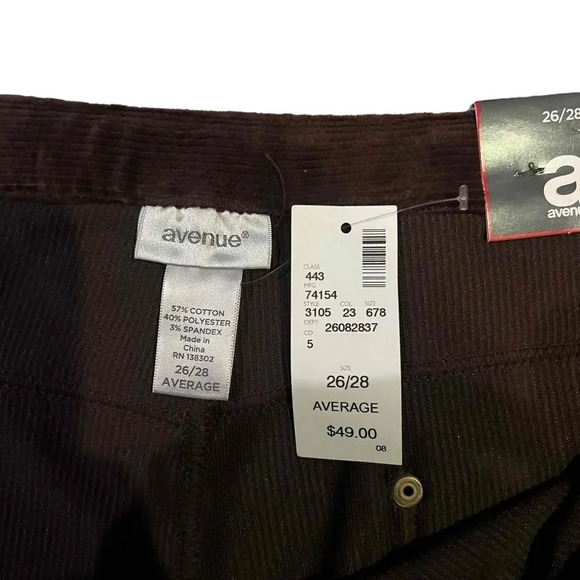 avenue®
57% COTTON
40% POLYESTER
3% SPANDEX
Made in
China
RN 138302
26/28
AVERAGE
CLASS
443
MFG
74154
STYLE COL SIZE
3105 23 678
DEPT 26082837
CD
5
SIZE
26/28
AVERAGE
$49.00
08
26/28
a
avenue